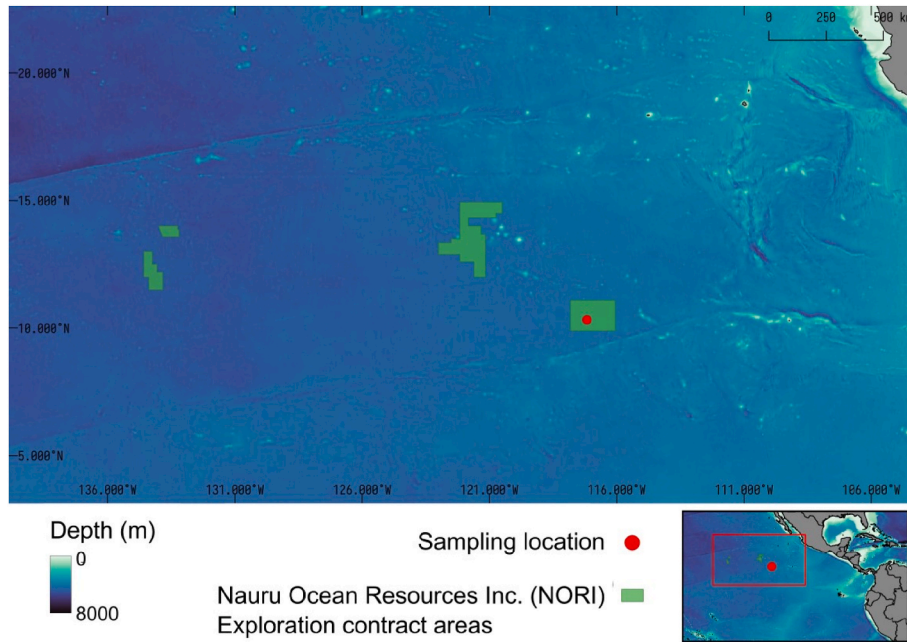 0 250 500 km
20.000°N
15.000°N
10.000°N
5.000°N
136.000°W 131.000°W 126.000°W 121.000°W 116.000°W 111.000°W 106.000°W
Depth (m)
0
8000
Sampling location
Nauru Ocean Resources Inc. (NORI)
Exploration contract areas